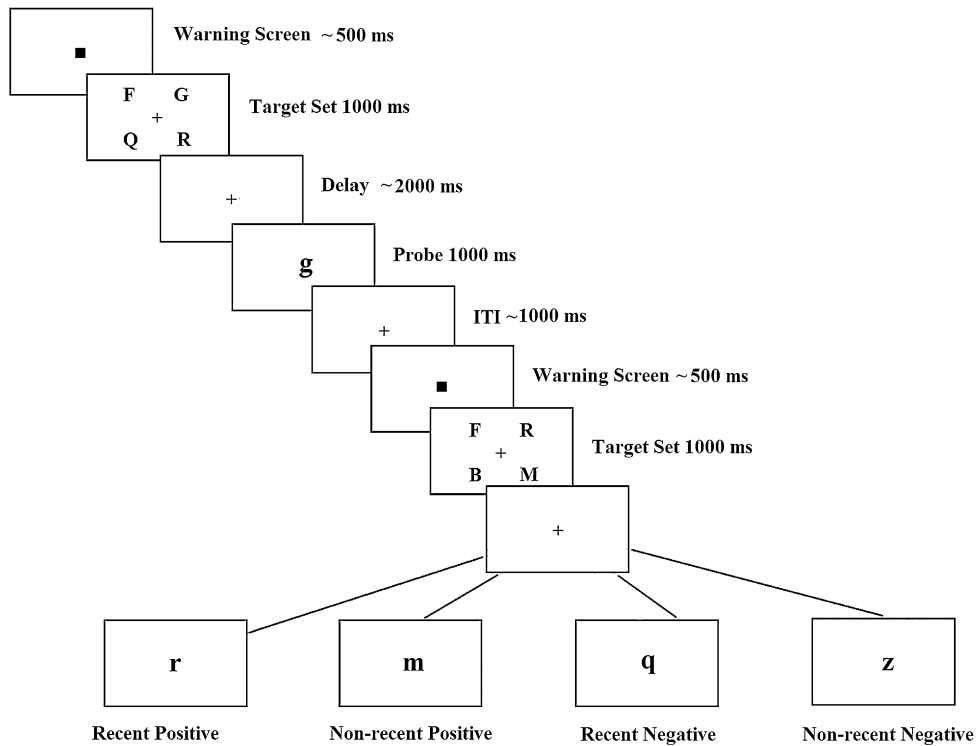 Warning Screen ~500 ms
F G
+
Q R
Target Set 1000 ms
+
Delay ~2000 ms
g
Probe 1000 ms
+
ITI ~1000 ms
Warning Screen ~500 ms
F R
+
B M
Target Set 1000 ms
+
r m q z
Recent Positive Non-recent Positive Recent Negative Non-recent Negative